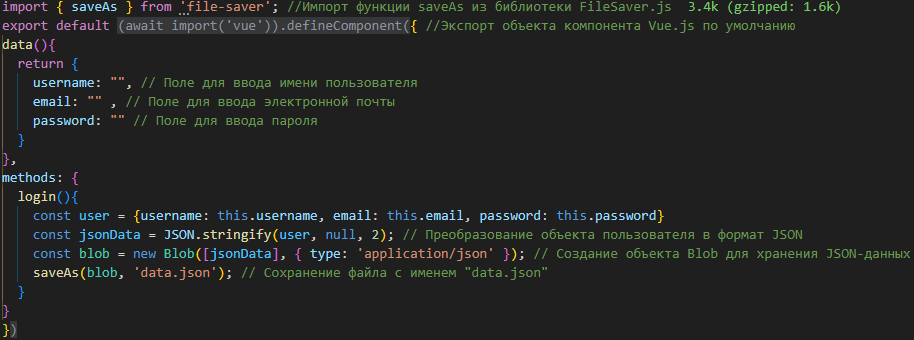 import { saveAs } from 'file-saver'; //Импорт функции saveAs из библиотеки FileSaver.js 3.4k (gzipped: 1.6k)
export default (await import('vue')).defineComponent({ //Экспорт объекта компонента Vue.js по умолчанию
data(){
  return {
    username: "", // Поле для ввода имени пользователя
    email: "" , // Поле для ввода электронной почты
    password: "" // Поле для ввода пароля
  }
},
methods: {
  login(){
    const user = {username: this.username, email: this.email, password: this.password}
    const jsonData = JSON.stringify(user, null, 2); // Преобразование объекта пользователя в формат JSON
    const blob = new Blob([jsonData], { type: 'application/json' }); // Создание объекта Blob для хранения JSON-данных
    saveAs(blob, 'data.json'); // Сохранение файла с именем "data.json"
  }
}
})